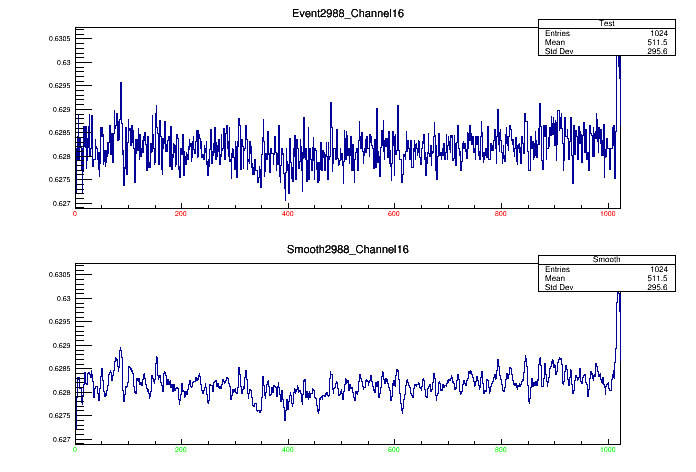 Event2988_Channel16
Test
Entries 1024
Mean 511.5
Std Dev 295.6
0.6305
0.63
0.6295
0.629
0.6285
0.628
0.6275
0.627
0 200 400 600 800 1000
Smooth2988_Channel16
Smooth
Entries 1024
Mean 511.5
Std Dev 295.6
0.6305
0.63
0.6295
0.629
0.6285
0.628
0.6275
0.627
0 200 400 600 800 1000